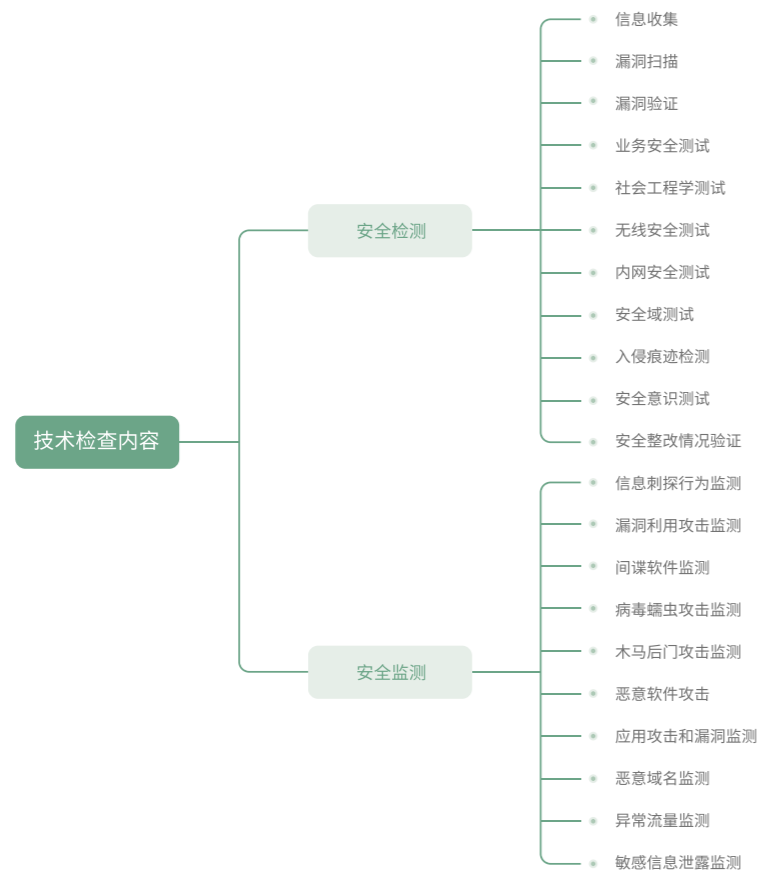 技术检查内容
安全检测
信息收集
漏洞扫描
漏洞验证
业务安全测试
社会工程学测试
无线安全测试
内网安全测试
安全域测试
入侵痕迹检测
安全意识测试
安全整改情况验证
安全监测
信息刺探行为监测
漏洞利用攻击监测
间谍软件监测
病毒蠕虫攻击监测
木马后门攻击监测
恶意软件攻击
应用攻击和漏洞监测
恶意域名监测
异常流量监测
敏感信息泄露监测